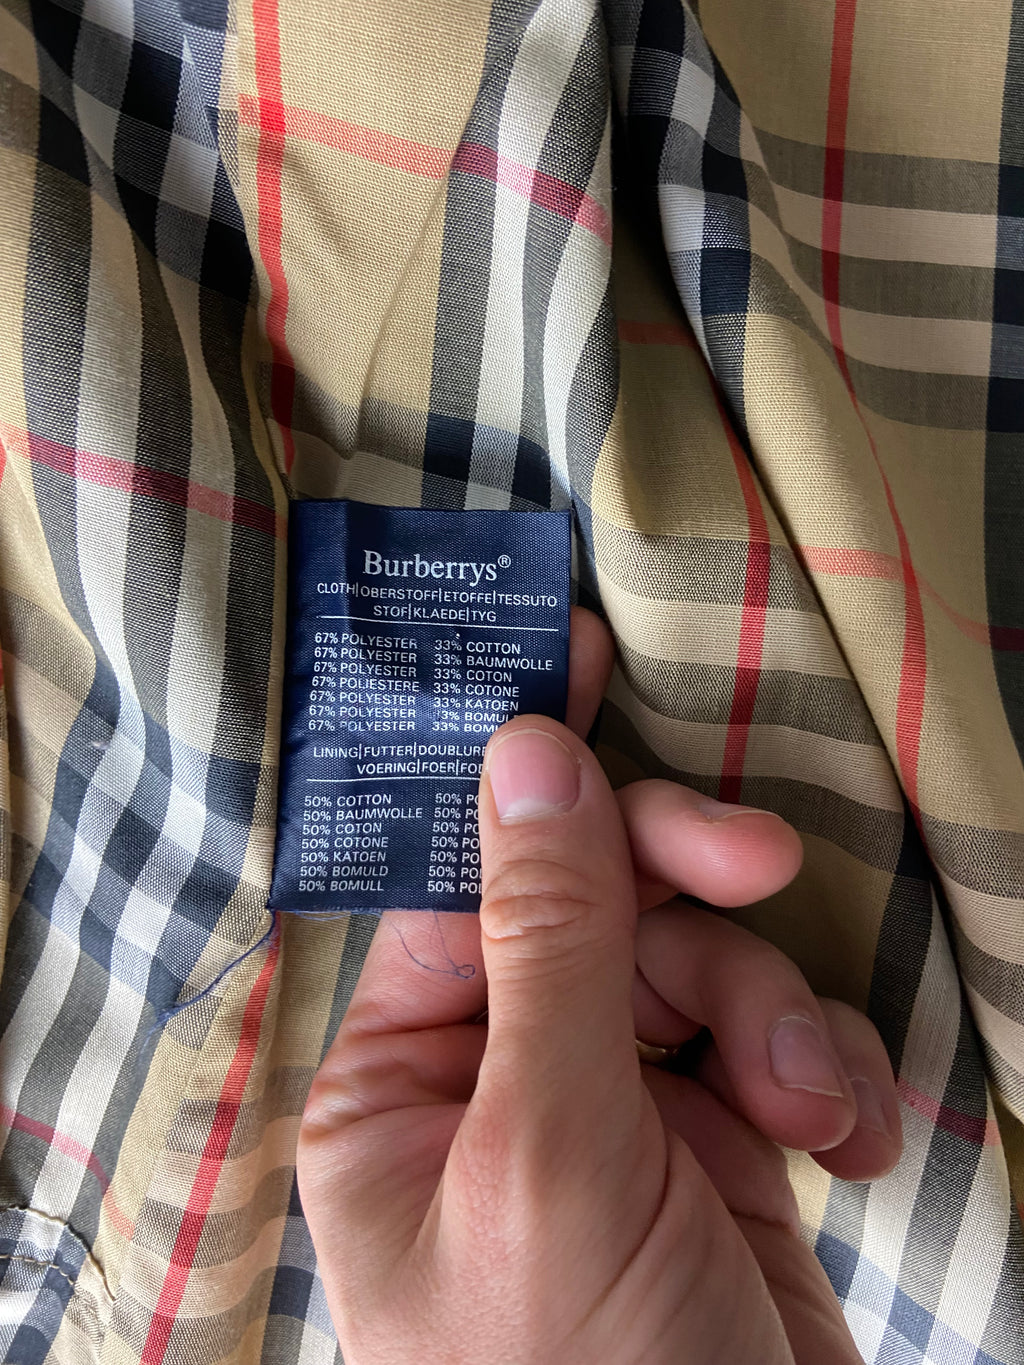 Burberrys®
CLOTH|OBERSTOFF|ETOFFE|TESSUTO
STOF|KLAEDE|TYG
67% POLYESTER 33% COTTON
67% POLYESTER 33% BAUMWOLLE
67% POLYESTER 33% COTON
67% POLIESTERE 33% COTONE
67% POLYESTER 33% KATOEN
67% POLYESTER 33%
67% POLYESTER 33%
LINING|FUTTER|DOUBLURE
VOERING|FOER|
50% COTTON 50%
50% BAUMWOLLE 50%
50% COTON 50%
50% COTONE 50%
50% KATOEN 50%
50% BOMULD 50%
50% BOMULL 50%